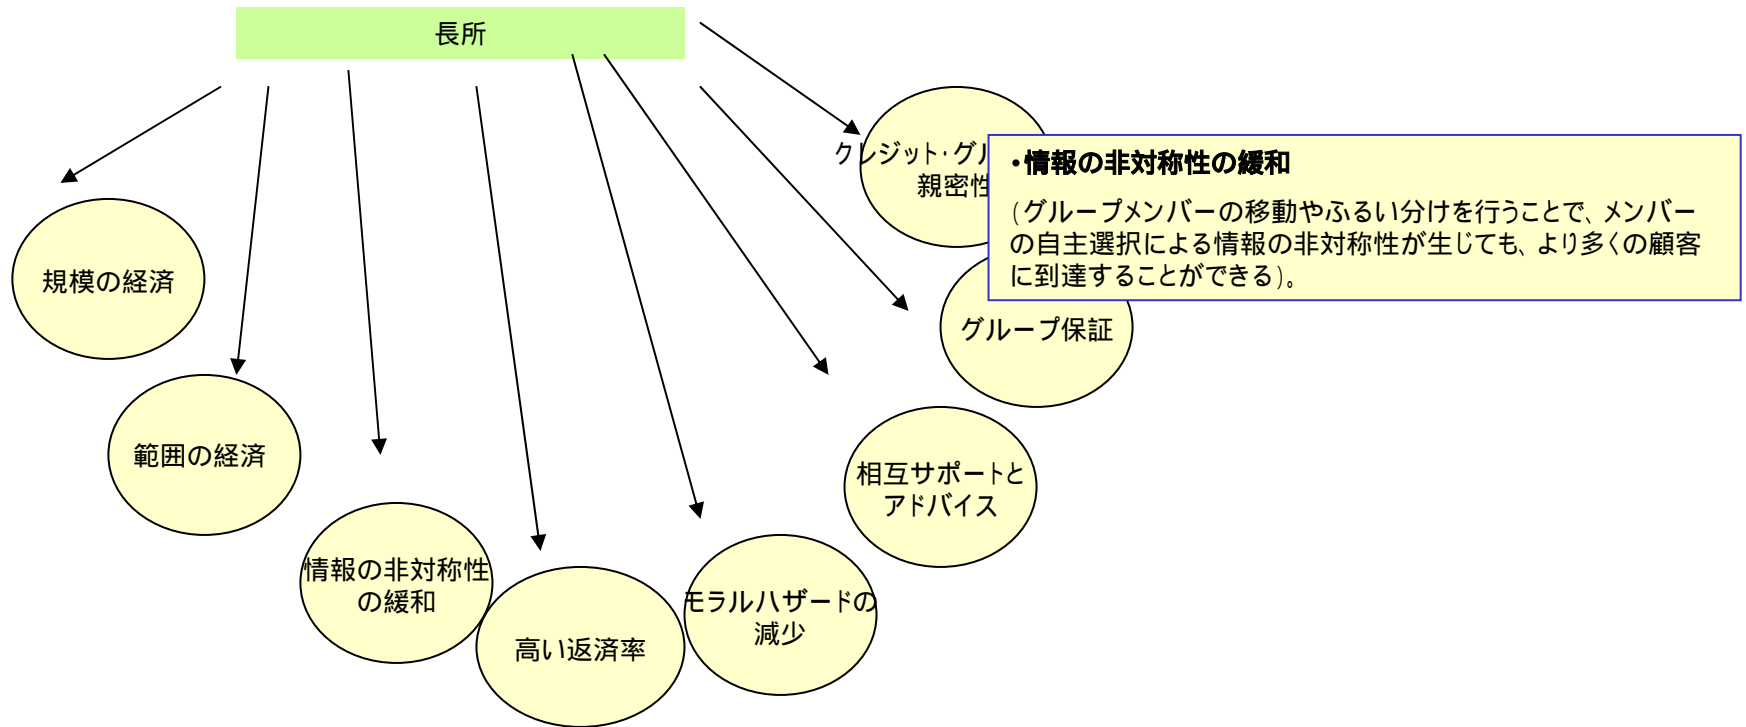 長所
クレジット・グル
親密性
・情報の非対称性の緩和
（グループメンバーの移動やふるい分けを行うことで、メンバー
の自主選択による情報の非対称性が生じても、より多くの顧客
に到達することができる）。
規模の経済
グループ保証
範囲の経済
相互サポートと
アドバイス
情報の非対称性
の緩和
高い返済率
モラルハザードの
減少